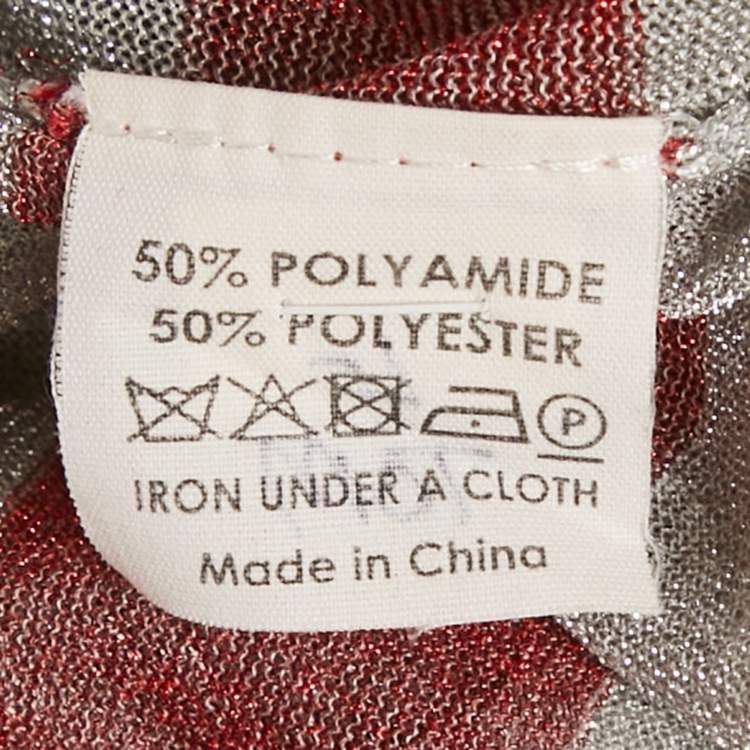 50% POLYAMIDE
50% POLYESTER
P
IRON UNDER A CLOTH
Made in China